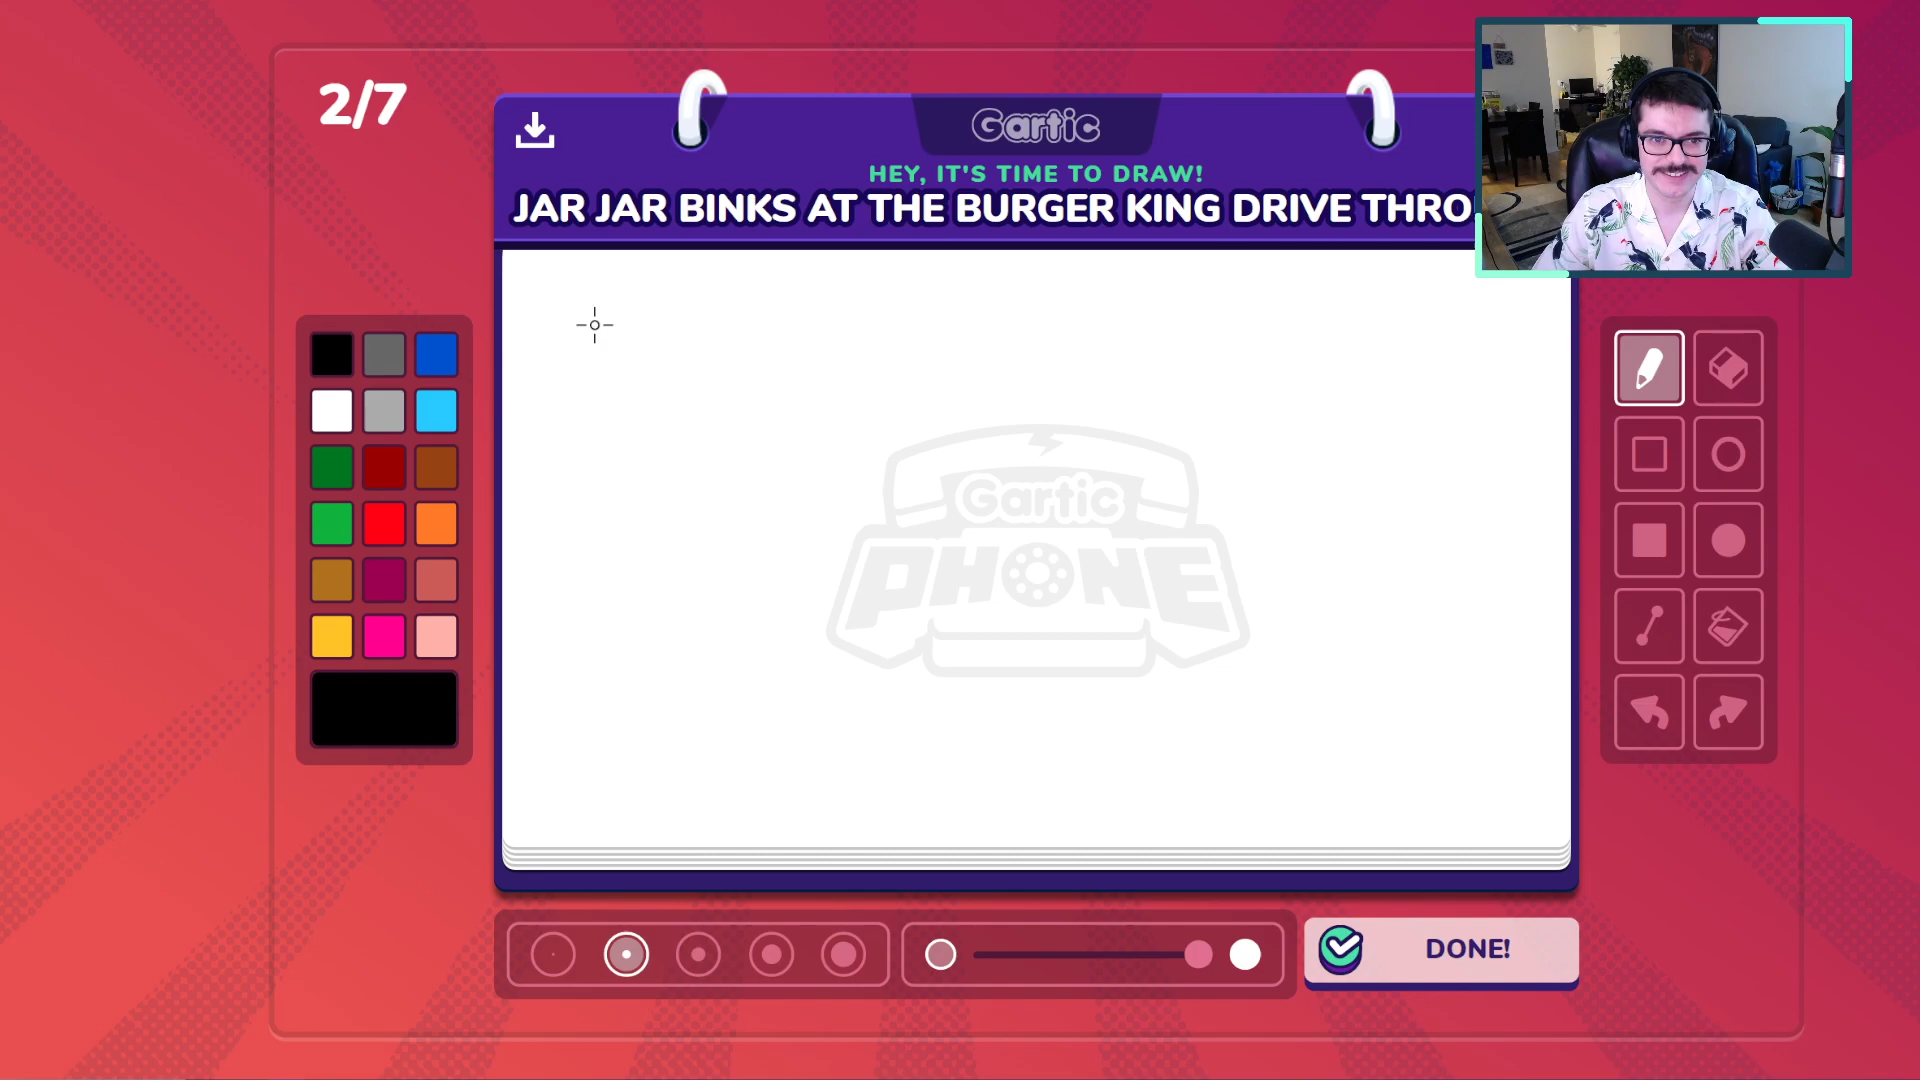 2/7
Gartic
HEY, IT'S TIME TO DRAW!
JAR JAR BINKS AT THE BURGER KING DRIVE THRO
Gartic
PHONE
DONE!